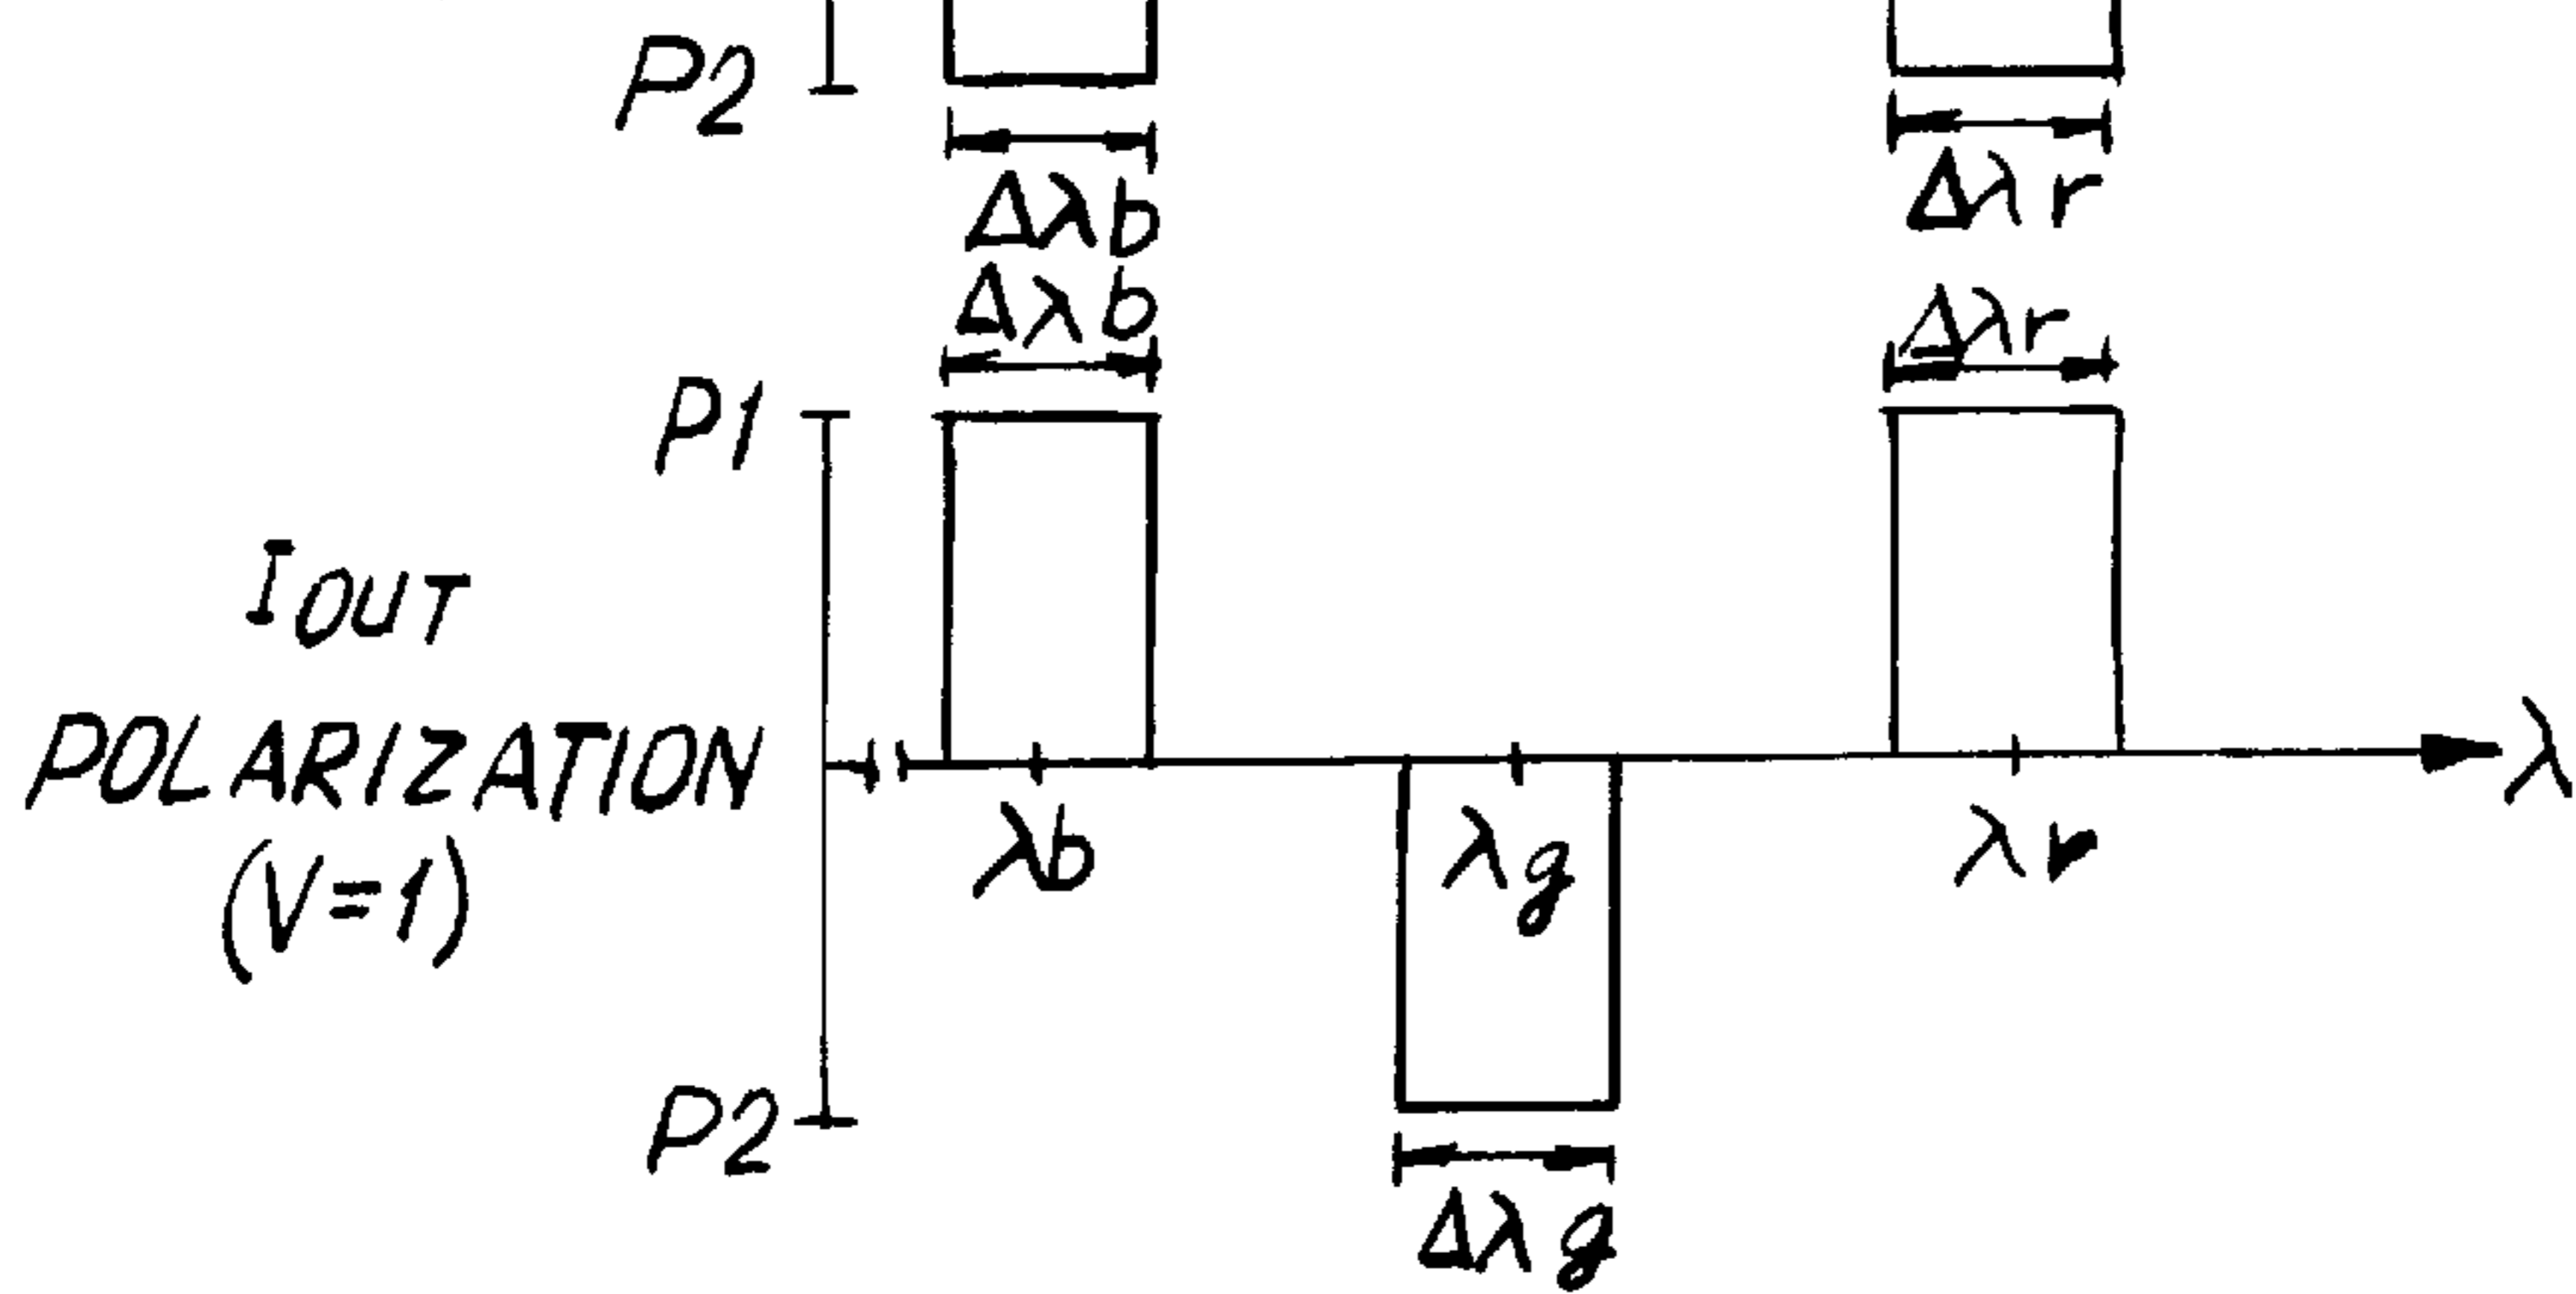 P2
Δλb
Δλr
Δλb
Δλr
P1
IOUT
POLARIZATION
(V=1)
λb
λg
λr
λ
P2
Δλg